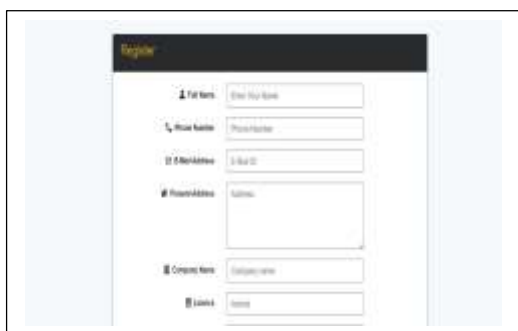 Register
Full Name
Enter Your Name
Phone Number
Phone Number
E-Mail Address
E-Mail ID
Present Address
Address
Company Name
Company name
Licence